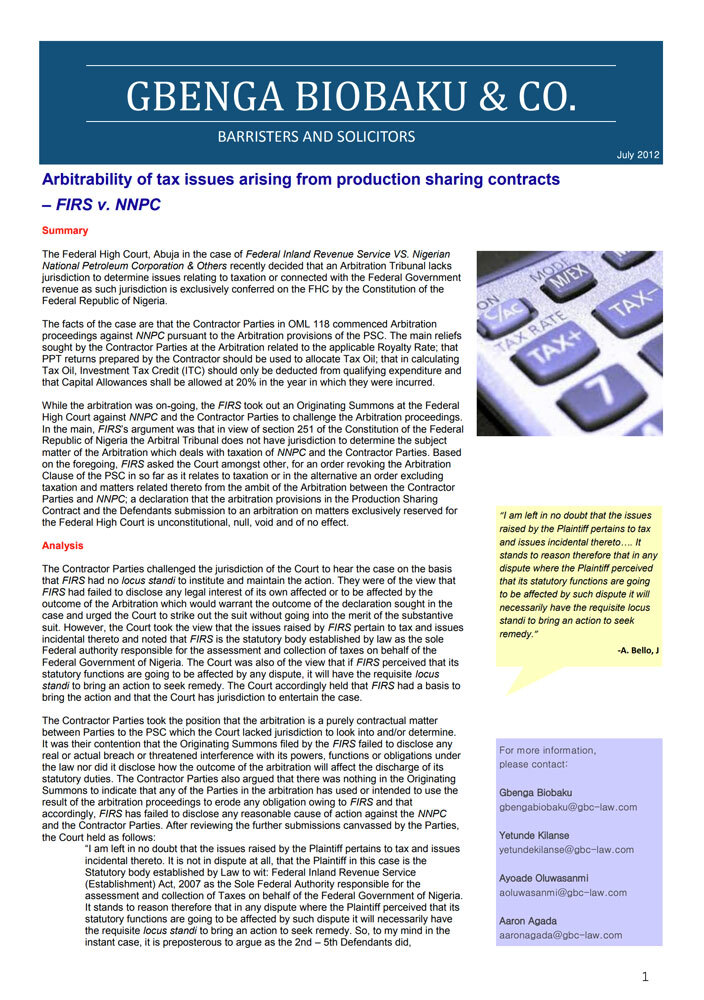 GBENGA BIOBAKU & CO.
BARRISTERS AND SOLICITORS
July 2012
Arbitrability of tax issues arising from production sharing contracts
– FIRS v. NNPC
Summary
The Federal High Court, Abuja in the case of Federal Inland Revenue Service VS. Nigerian
National Petroleum Corporation & Others recently decided that an Arbitration Tribunal lacks
jurisdiction to determine issues relating to taxation or connected with the Federal Government
revenue as such jurisdiction is exclusively conferred on the FHC by the Constitution of the
Federal Republic of Nigeria.
The facts of the case are that the Contractor Parties in OML 118 commenced Arbitration
proceedings against NNPC pursuant to the Arbitration provisions of the PSC. The main reliefs
sought by the Contractor Parties at the Arbitration related to the applicable Royalty Rate; that
PPT returns prepared by the Contractor should be used to allocate Tax Oil; that in calculating
Tax Oil, Investment Tax Credit (ITC) should only be deducted from qualifying expenditure and
that Capital Allowances shall be allowed at 20% in the year in which they were incurred.
While the arbitration was on-going, the FIRS took out an Originating Summons at the Federal
High Court against NNPC and the Contractor Parties to challenge the Arbitration proceedings.
In the main, FIRS's argument was that in view of section 251 of the Constitution of the Federal
Republic of Nigeria the Arbitral Tribunal does not have jurisdiction to determine the subject
matter of the Arbitration which deals with taxation of NNPC and the Contractor Parties. Based
on the foregoing, FIRS asked the Court amongst other, for an order revoking the Arbitration
Clause of the PSC in so far as it relates to taxation or in the alternative an order excluding
taxation and matters related thereto from the ambit of the Arbitration between the Contractor
Parties and NNPC; a declaration that the arbitration provisions in the Production Sharing
Contract and the Defendants submission to an arbitration on matters exclusively reserved for
the Federal High Court is unconstitutional, null, void and of no effect.
Analysis
The Contractor Parties challenged the jurisdiction of the Court to hear the case on the basis
that FIRS had no locus standi to institute and maintain the action. They were of the view that
FIRS had failed to disclose any legal interest of its own affected or to be affected by the
outcome of the Arbitration which would warrant the outcome of the declaration sought in the
case and urged the Court to strike out the suit without going into the merit of the substantive
suit. However, the Court took the view that the issues raised by FIRS pertain to tax and issues
incidental thereto and noted that FIRS is the statutory body established by law as the sole
Federal authority responsible for the assessment and collection of taxes on behalf of the
Federal Government of Nigeria. The Court was also of the view that if FIRS perceived that its
statutory functions are going to be affected by any dispute, it will have the requisite locus
standi to bring an action to seek remedy. The Court accordingly held that FIRS had a basis to
bring the action and that the Court has jurisdiction to entertain the case.
The Contractor Parties took the position that the arbitration is a purely contractual matter
between Parties to the PSC which the Court lacked jurisdiction to look into and/or determine.
It was their contention that the Originating Summons filed by the FIRS failed to disclose any
real or actual breach or threatened interference with its powers, functions or obligations under
the law nor did it disclose how the outcome of the arbitration will affect the discharge of its
statutory duties. The Contractor Parties also argued that there was nothing in the Originating
Summons to indicate that any of the Parties in the arbitration has used or intended to use the
result of the arbitration proceedings to erode any obligation owing to FIRS and that
accordingly, FIRS has failed to disclose any reasonable cause of action against the NNPC
and the Contractor Parties. After reviewing the further submissions canvassed by the Parties,
the Court held as follows:
"I am left in no doubt that the issues raised by the Plaintiff pertains to tax and issues
incidental thereto. It is not in dispute at all, that the Plaintiff in this case is the
Statutory body established by Law to wit: Federal Inland Revenue Service
(Establishment) Act, 2007 as the Sole Federal Authority responsible for the
assessment and collection of Taxes on behalf of the Federal Government of Nigeria.
It stands to reason therefore that in any dispute where the Plaintiff perceived that its
statutory functions are going to be affected by such dispute it will necessarily have
the requisite locus standi to bring an action to seek remedy. So, to my mind in the
instant case, it is preposterous to argue as the 2nd – 5th Defendants did,
ON
C/AC
MODE
M/EX
TAX-
TAX RATE
TAX+
7
"I am left in no doubt that the issues
raised by the Plaintiff pertains to tax
and issues incidental thereto.... It
stands to reason therefore that in any
dispute where the Plaintiff perceived
that its statutory functions are going
to be affected by such dispute it will
necessarily have the requisite locus
standi to bring an action to seek
remedy."
-A. Bello, J
For more information,
please contact:
Gbenga Biobaku
gbengabiobaku@gbc-law.com
Yetunde Kilanse
yetundekilanse@gbc-law.com
Ayoade Oluwasanmi
aoluwasanmi@gbc-law.com
Aaron Agada
aaronagada@gbc-law.com
1